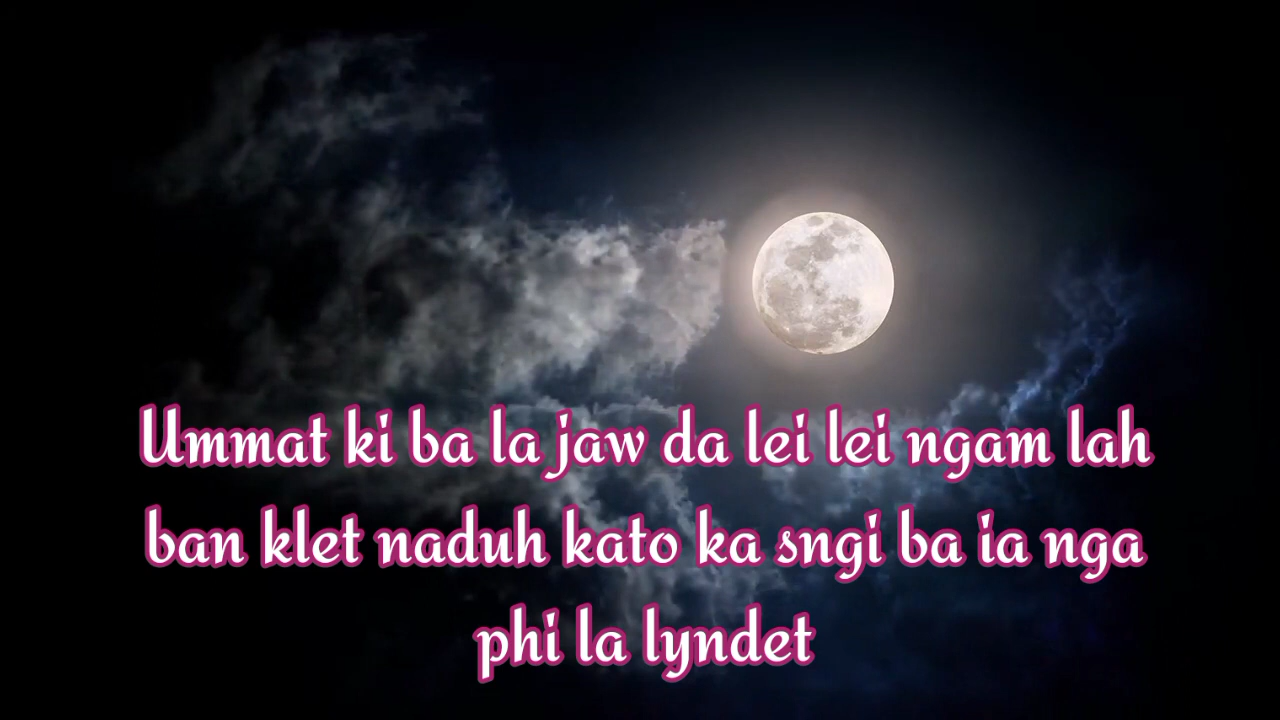 Ummat ki ba la jaw da lei lei ngam lah
ban klet naduh kato ka sngi ba ia nga
phi la lyndet